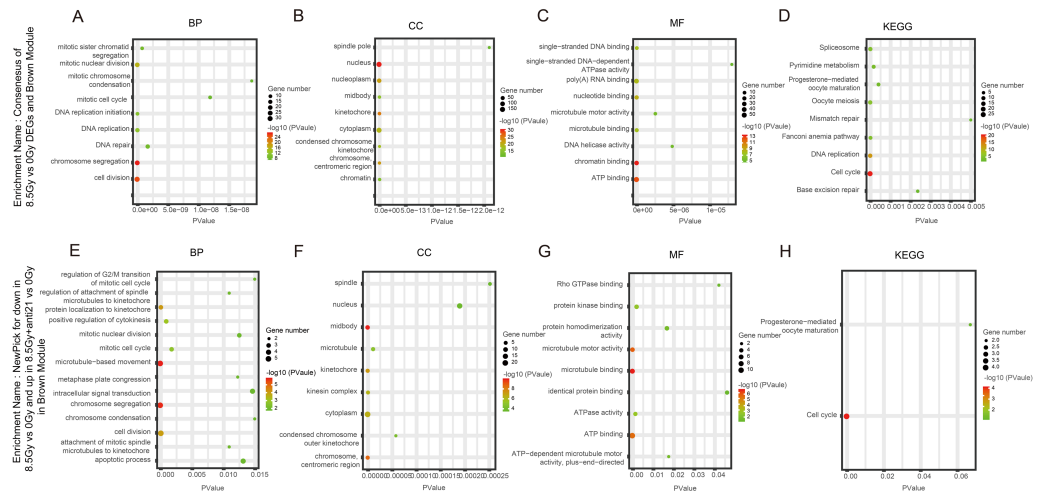 A
BP
B
CC
C
MF
D
KEGG
Enrichment Name : Consenesus of
8.5Gy vs 0Gy DEGs and Brown Module
mitotic sister chromatid
segregation
mitotic nuclear division
mitotic chromosome
condensation
mitotic cell cycle
DNA replication initiation
DNA replication
DNA repair
chromosome segregation
cell division
0.0e+00
5.0e-09
1.0e-08
1.5e-08
PValue
Gene number
10
15
20
25
30
-log10 (PVaule)
24
20
16
12
8
spindle pole
nucleus
nucleoplasm
midbody
kinetochore
cytoplasm
condensed chromosome
kinetochore
chromosome,
centromeric region
chromatin
0.0e+00
5.0e-13
1.0e-12
1.5e-12
2.0e-12
PValue
Gene number
50
100
150
-log10 (PVaule)
30
25
20
15
single-stranded DNA binding
single-stranded DNA-dependent
ATPase activity
poly(A) RNA binding
nucleotide binding
microtubule motor activity
microtubule binding
DNA helicase activity
chromatin binding
ATP binding
0e+00
5e-06
1e-05
PValue
Gene number
10
20
30
40
50
-log10 (PVaule)
13
11
9
7
5
Spliceosome
Pyrimidine metabolism
Progesterone-mediated
oocyte maturation
Oocyte meiosis
Mismatch repair
Fanconi anemia pathway
DNA replication
Cell cycle
Base excision repair
0.000
0.001
0.002
0.003
0.004
0.005
PValue
Gene number
5
10
15
20
-log10 (PVaule)
20
15
10
5
E
BP
F
CC
G
MF
H
KEGG
Enrichment Name : NewPick for down in
8.5Gy vs 0Gy and up in 8.5Gy+anti21 vs 0Gy
in Brown Module
regulation of G2/M transition
of mitotic cell cycle
regulation of attachment of spindle
microtubules to kinetochore
protein localization to kinetochore
positive regulation of cytokinesis
mitotic nuclear division
mitotic cell cycle
microtubule-based movement
metaphase plate congression
intracellular signal transduction
chromosome segregation
chromosome condensation
cell division
attachment of mitotic spindle
microtubules to kinetochore
apoptotic process
0.000
0.005
0.010
0.015
PValue
Gene number
2
3
4
5
-log10 (PVaule)
5
4
3
2
spindle
nucleus
midbody
microtubule
kinetochore
kinesin complex
cytoplasm
condensed chromosome
outer kinetochore
chromosome,
centromeric region
0.00000
0.00005
0.00010
0.00015
0.00020
0.00025
PValue
Gene number
5
10
15
20
-log10 (PVaule)
8
6
4
Rho GTPase binding
protein kinase binding
protein homodimerization
activity
microtubule motor activity
microtubule binding
identical protein binding
ATPase activity
ATP binding
ATP-dependent microtubule motor
activity, plus-end-directed
0.00
0.01
0.02
0.03
0.04
PValue
Gene number
2
4
6
8
10
-log10 (PVaule)
6
5
4
3
2
Progesterone-mediated
oocyte maturation
Cell cycle
0.00
0.02
0.04
0.06
PValue
Gene number
2.0
2.5
3.0
3.5
4.0
-log10 (PVaule)
4
3
2